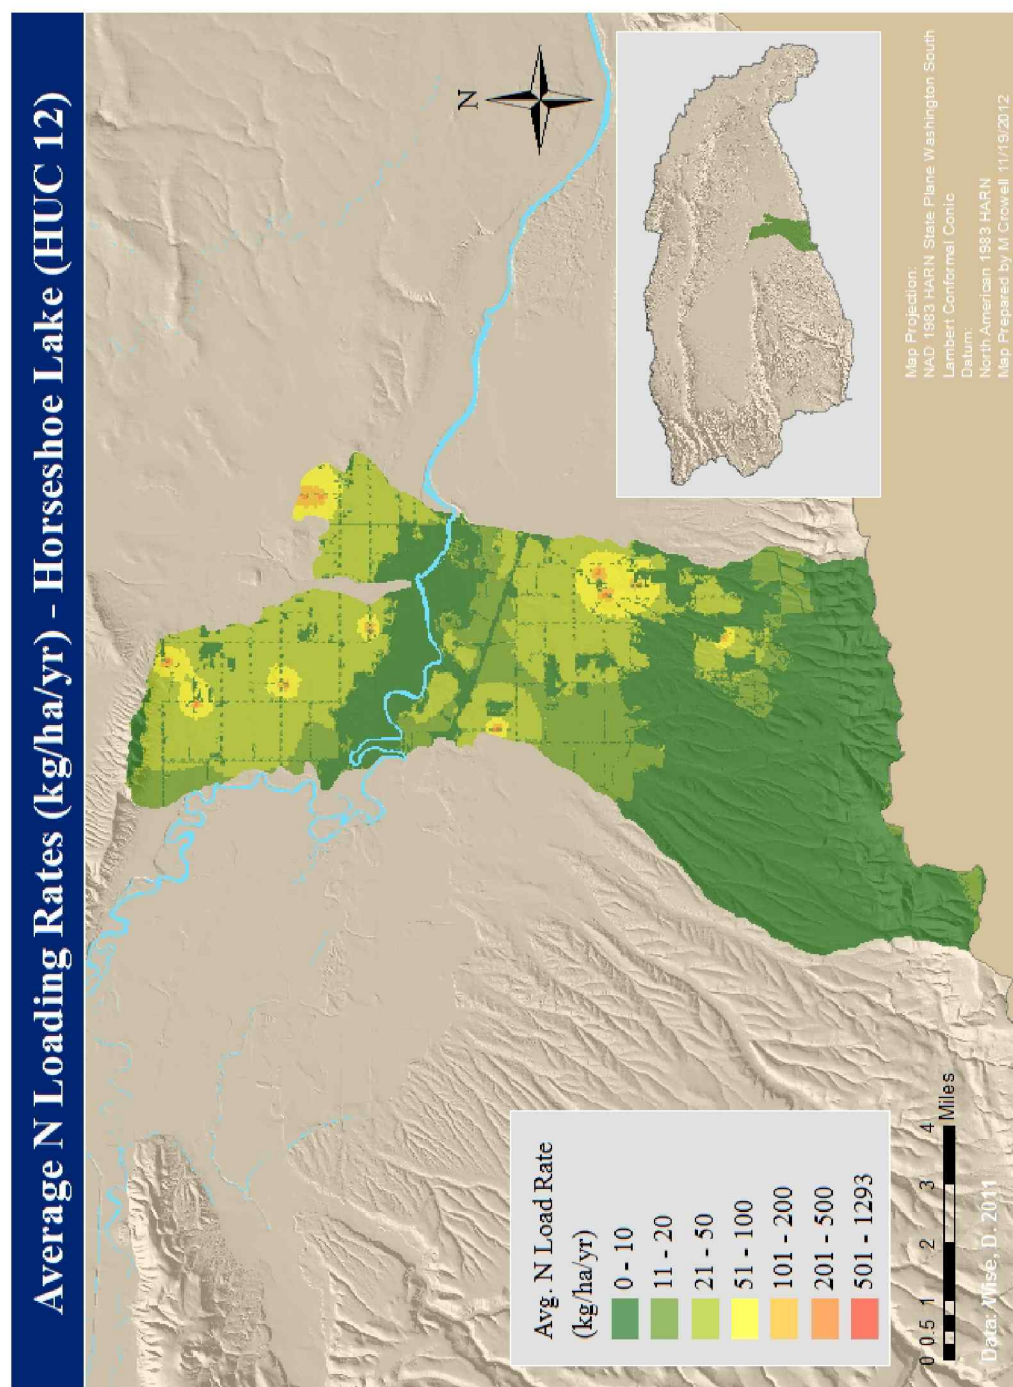 Average N Loading Rates (kg/ha/yr) - Horseshoe Lake (HUC 12)
N
Avg. N Load Rate
(kg/ha/yr)
0 - 10
11 - 20
21 - 50
51 - 100
101 - 200
201 - 500
501 - 1293
0 0.5 1 2 3 4
Miles
Data: Wise, D. 2011
Map Projection:
NAD 1983 HARN State Plane Washington South
Lambert Conformal Conic
Datum:
North American 1983 HARN
Map Prepared by M Crowell 11/19/2012